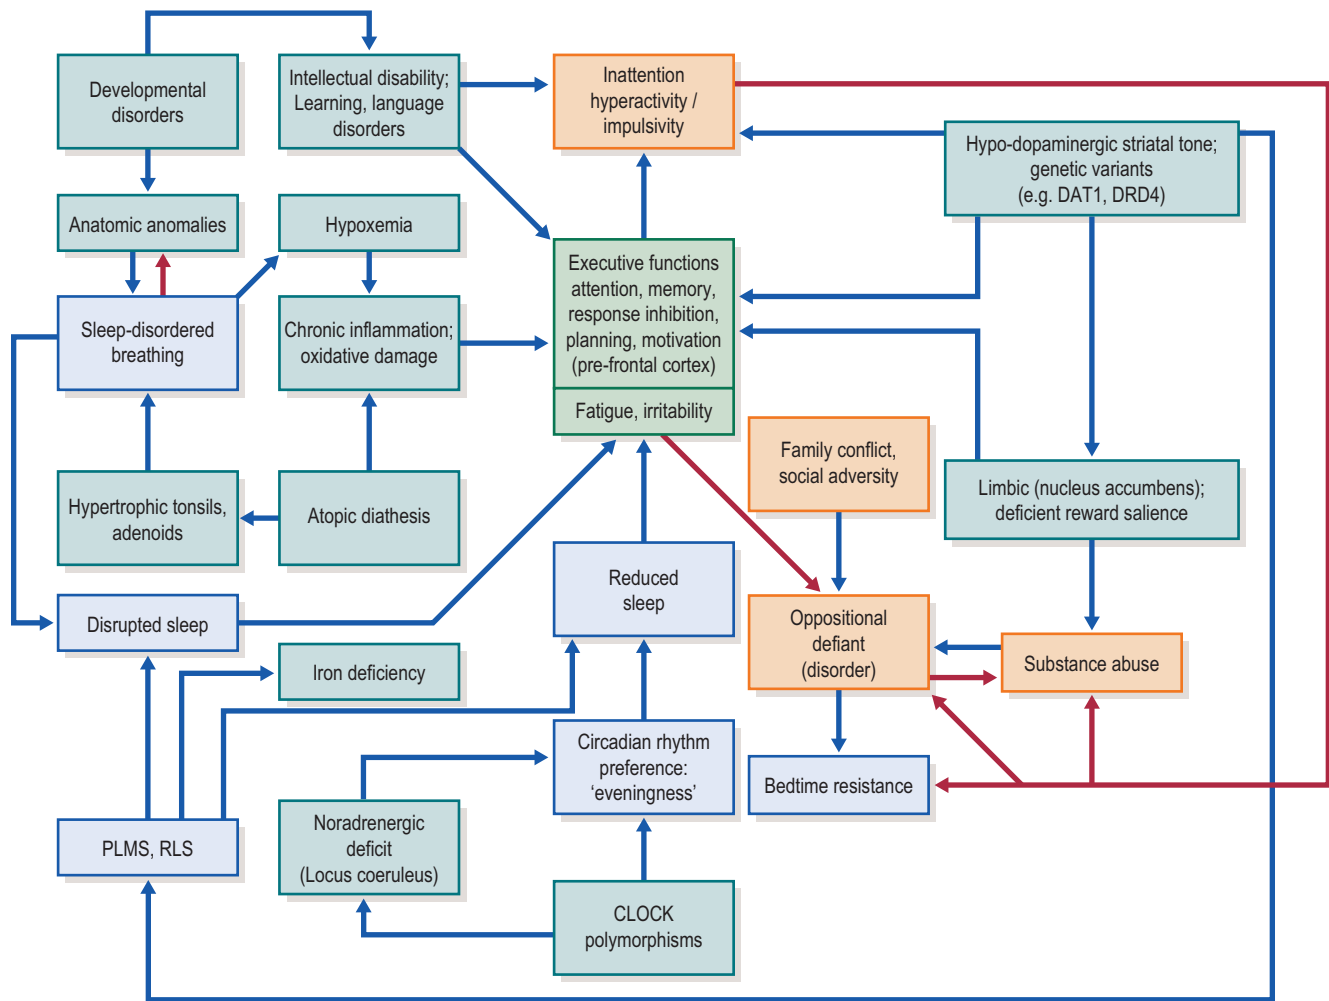 Developmental
disorders
Intellectual disability;
Learning, language
disorders
Inattention
hyperactivity /
impulsivity
Hypo-dopaminergic striatal tone;
genetic variants
(e.g. DAT1, DRD4)
Anatomic anomalies
Hypoxemia
Executive functions
attention, memory,
response inhibition,
planning, motivation
(pre-frontal cortex)
Sleep-disordered
breathing
Chronic inflammation;
oxidative damage
Fatigue, irritability
Family conflict,
social adversity
Limbic (nucleus accumbens);
deficient reward salience
Hypertrophic tonsils,
adenoids
Atopic diathesis
Reduced
sleep
Disrupted sleep
Oppositional
defiant
(disorder)
Substance abuse
Iron deficiency
Circadian rhythm
preference:
‘eveningness’
Bedtime resistance
PLMS, RLS
Noradrenergic
deficit
(Locus coeruleus)
CLOCK
polymorphisms